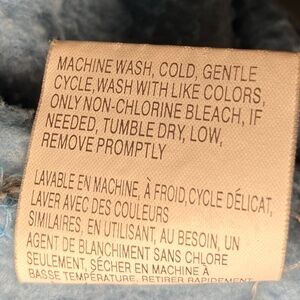 MACHINE WASH, COLD, GENTLE
CYCLE, WASH WITH LIKE COLORS,
ONLY NON-CHLORINE BLEACH, IF
NEEDED, TUMBLE DRY, LOW,
REMOVE PROMPTLY
LAVABLE EN MACHINE, À FROID, CYCLE DÉLICAT,
LAVER AVEC DES COULEURS
SIMILAIRES, EN UTILISANT, AU BESOIN, UN
AGENT DE BLANCHIMENT SANS CHLORE
SEULEMENT, SÉCHER EN MACHINE À
BASSE TEMPÉRATURE, RETIRER RAPIDEMENT